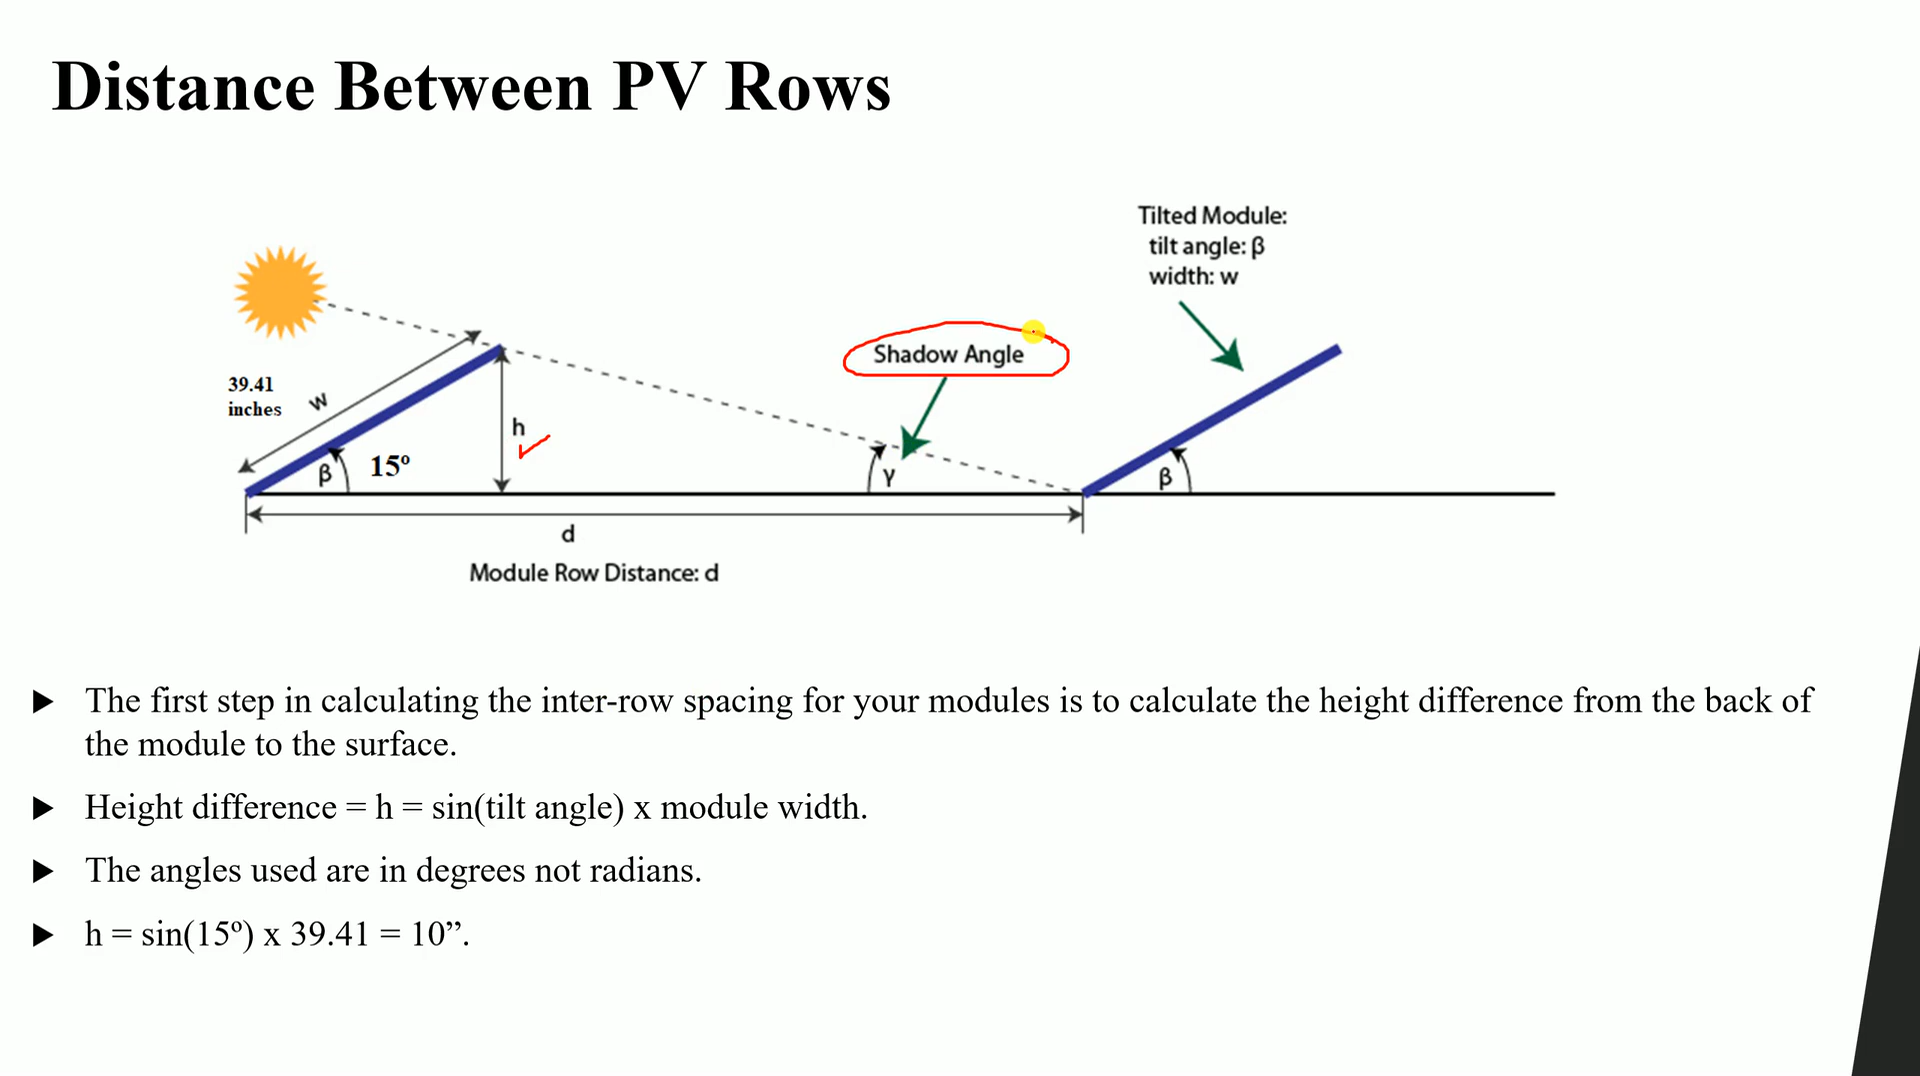 Distance Between PV Rows
Tilted Module:
tilt angle: β
width: w
Shadow Angle
39.41
inches
w
h
β
15º
γ
β
d
Module Row Distance: d
The first step in calculating the inter-row spacing for your modules is to calculate the height difference from the back of
the module to the surface.
Height difference = h = sin(tilt angle) x module width.
The angles used are in degrees not radians.
h = sin(15º) x 39.41 = 10”.